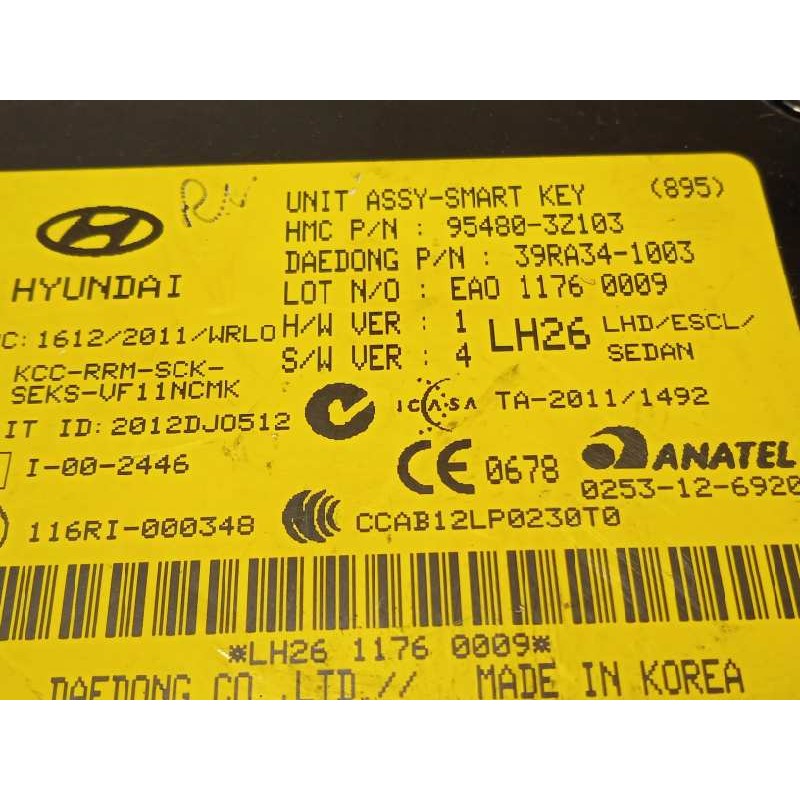 UNIT ASSY-SMART KEY (895)
HMC P/N : 95480-3Z103
HYUNDAI
DAEDONG P/N : 39RA34-1003
LOT N/O : EAO 1176 0009
H/W VER : 1
S/W VER : 4
LH26 LHD/ESCL/
SEDAN
C: 1612/2011/WRLO
KCC-RRM-SCK-
SEKS-VF11NCMK
IT ID: 2012DJ0512
ICASA TA-2011/1492
I-00-2446
CE 0678
ANATEL
0253-12-6920
116RI-000348
CCAB12LP0230T0
*LH26 1176 0009*
DAEDONG CO.,LTD.// MADE IN KOREA